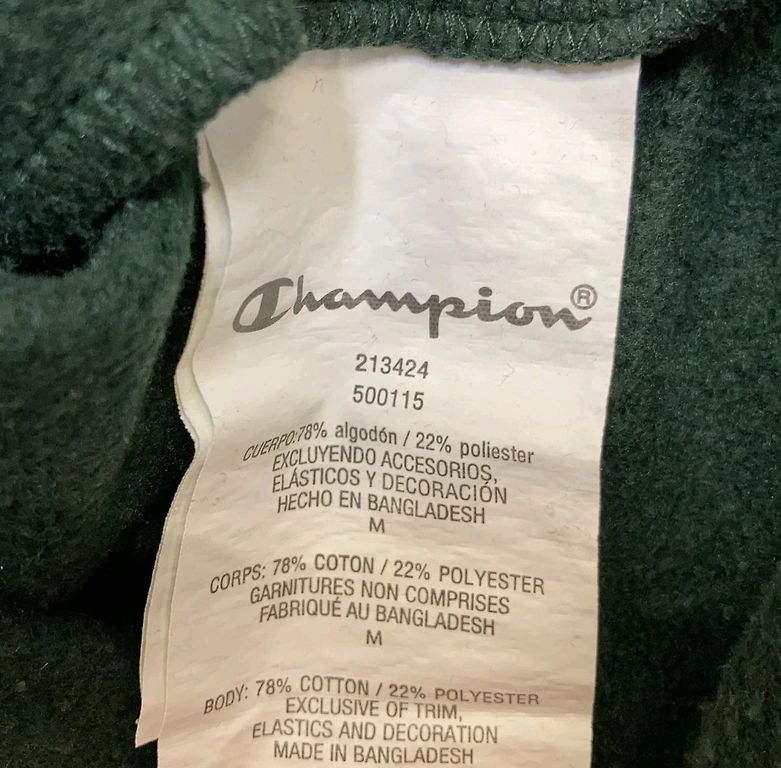 Champion®
213424
500115
CUERPO:78% algodón / 22% poliester
EXCLUYENDO ACCESORIOS,
ELÁSTICOS Y DECORACIÓN
HECHO EN BANGLADESH
M
CORPS: 78% COTON / 22% POLYESTER
GARNITURES NON COMPRISES
FABRIQUÉ AU BANGLADESH
M
BODY: 78% COTTON / 22% POLYESTER
EXCLUSIVE OF TRIM,
ELASTICS AND DECORATION
MADE IN BANGLADESH